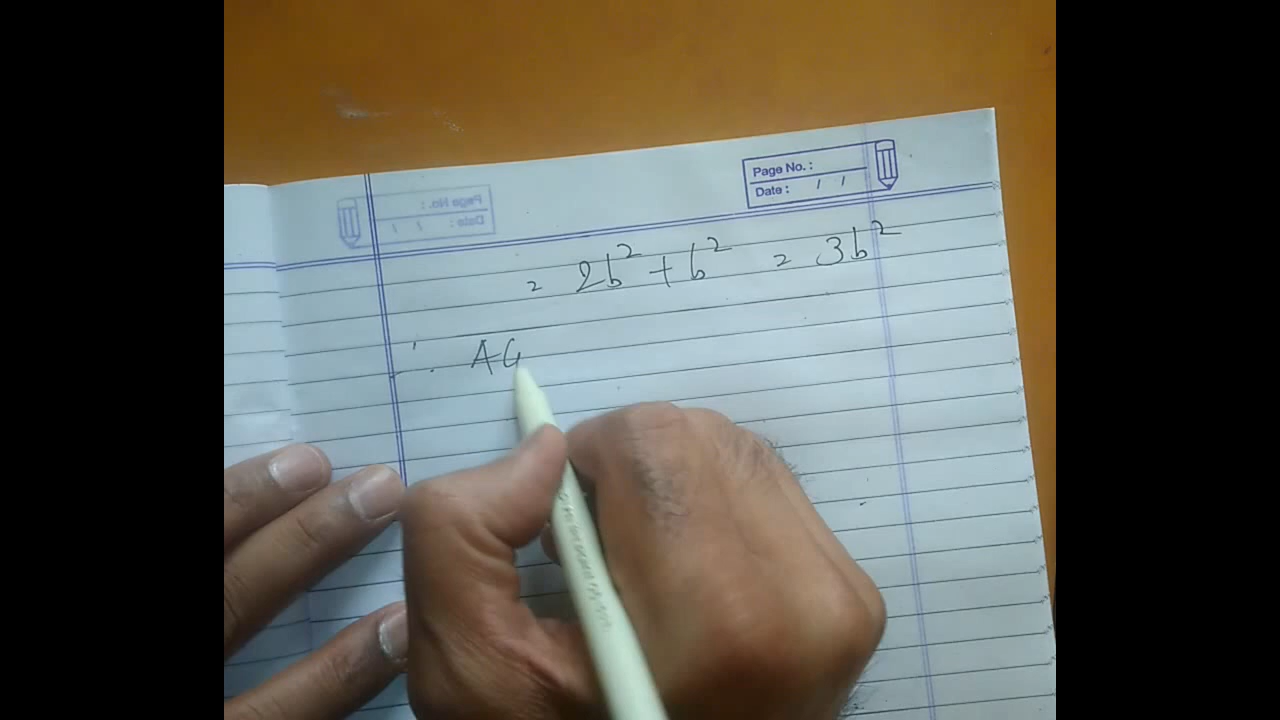 Page No. :
Date : / /
= 2b² + b² = 3b²
∴ AG